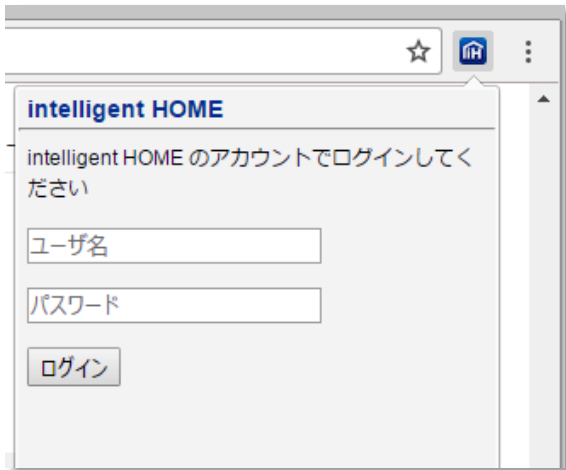 iH
intelligent HOME
intelligent HOME のアカウントでログインしてく
ださい
ユーザ名
パスワード
ログイン